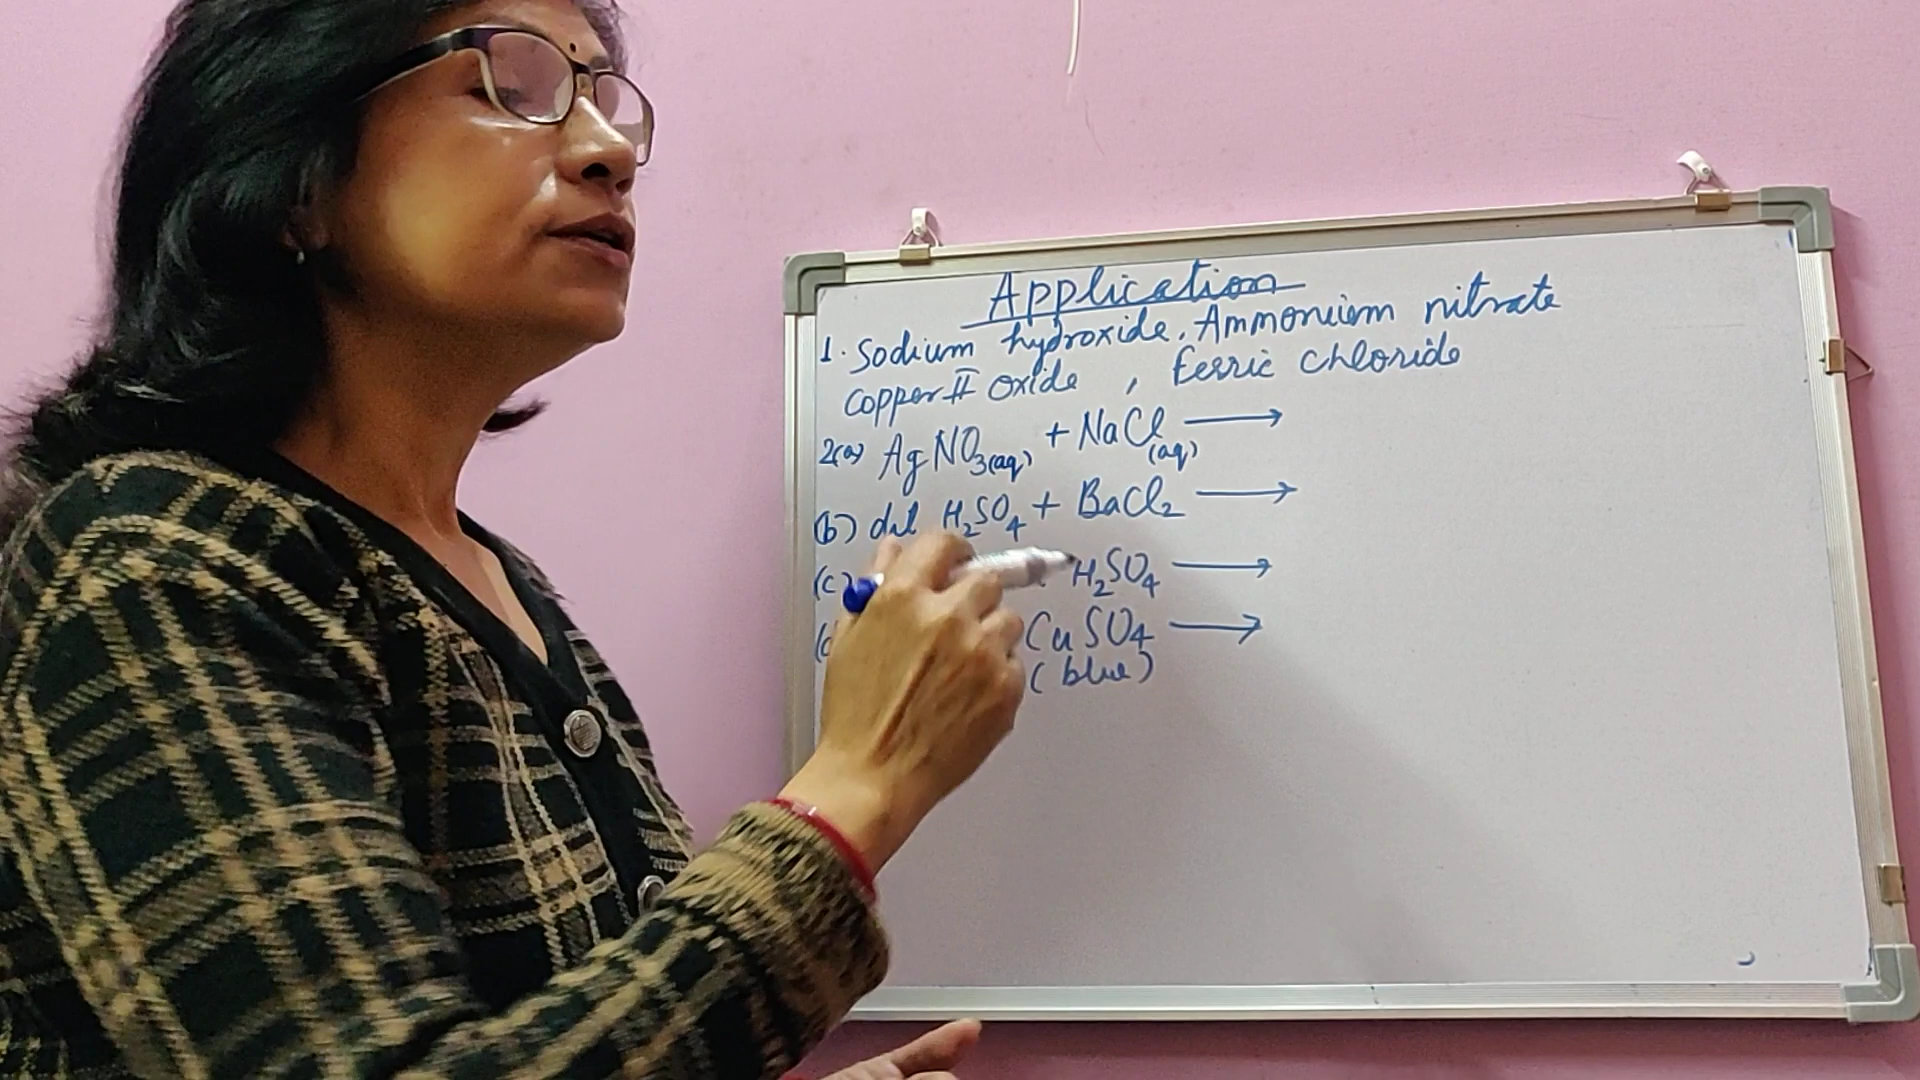 Application
1. Sodium hydroxide, Ammonium nitrate
Copper II oxide , Ferric chloride
2(a) AgNO3(aq) + NaCl(aq) →
(b) dil H2SO4 + BaCl2 →
(c) H2SO4 →
(d CuSO4 →
(blue)